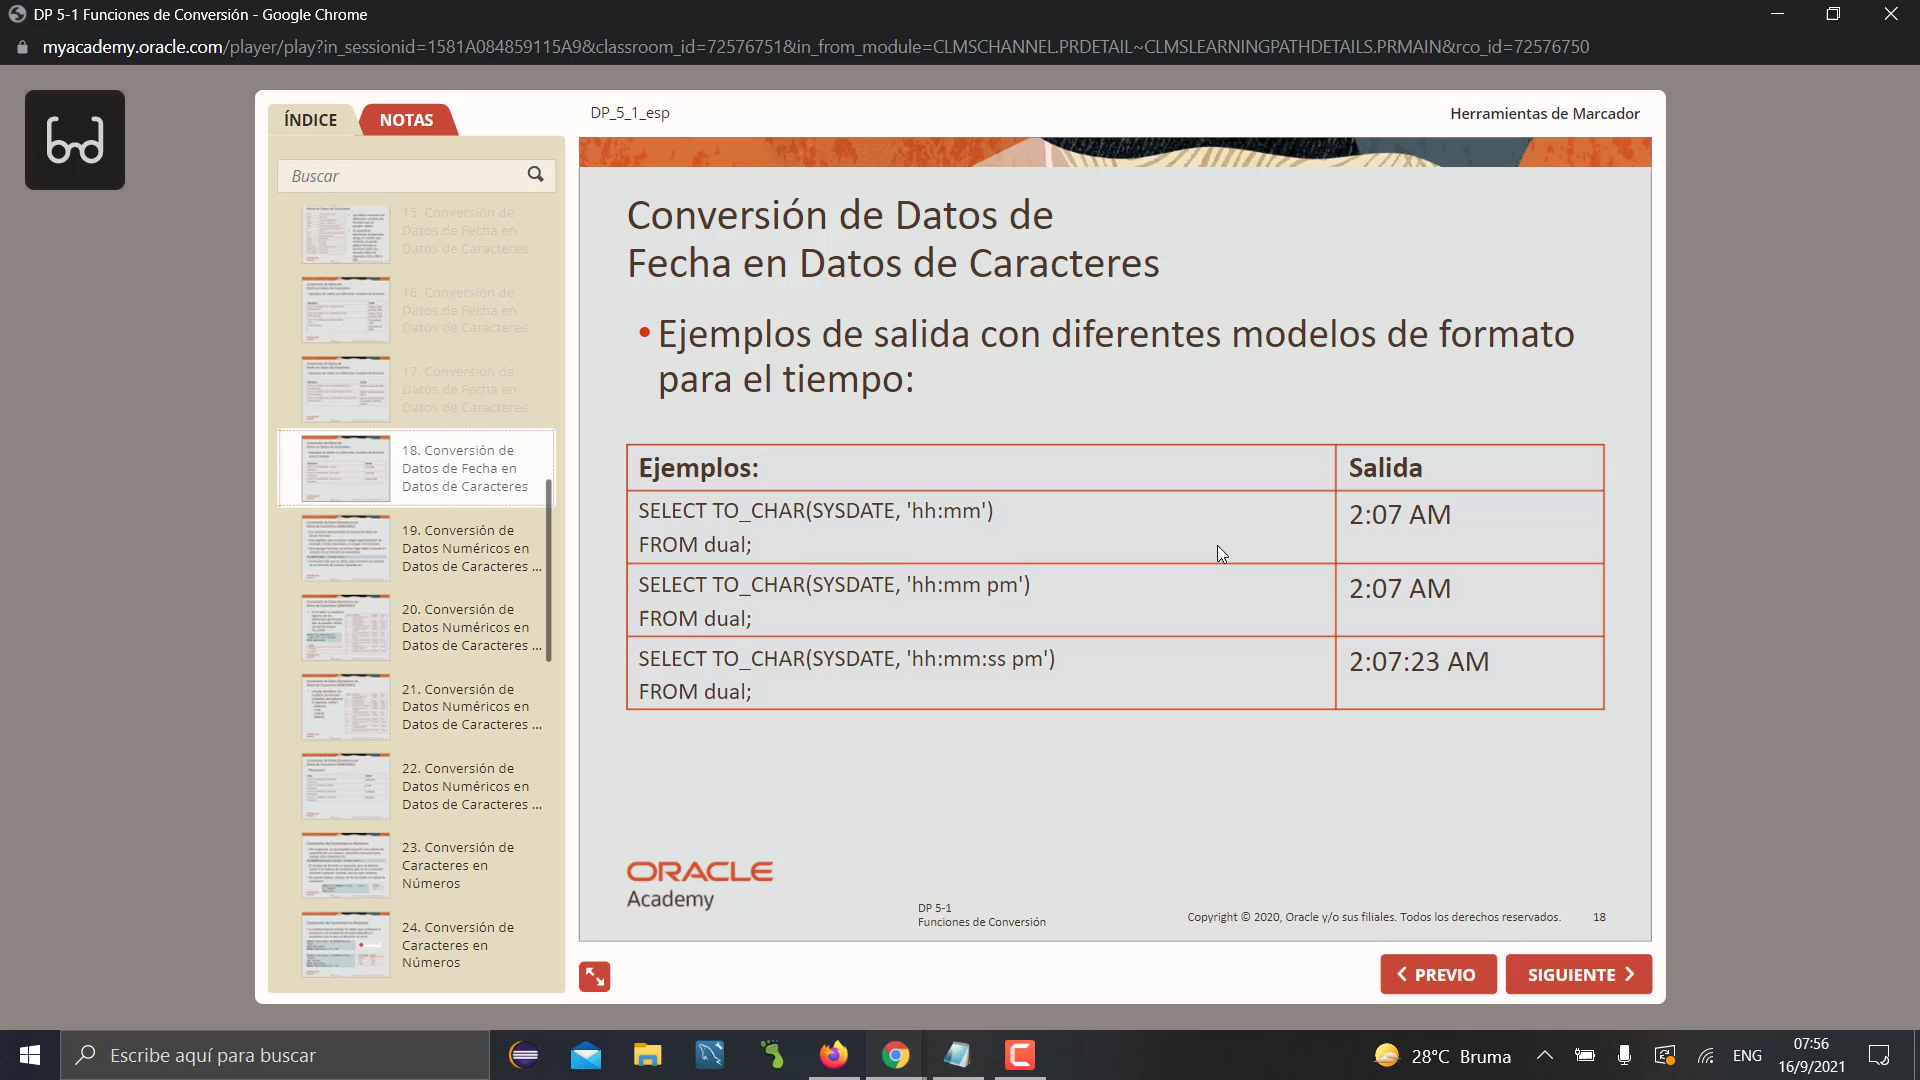 DP 5-1 Funciones de Conversión - Google Chrome
myacademy.oracle.com/player/play?in_sessionid=1581A084859115A9&classroom_id=72576751&in_from_module=CLMSCHANNEL.PRDETAIL~CLMSLEARNINGPATHDETAILS.PRMAIN&rco_id=72576750
ÍNDICE
NOTAS
DP_5_1_esp
Herramientas de Marcador
Buscar
15. Conversión de
Datos de Fecha en
Datos de Caracteres
16. Conversión de
Datos de Fecha en
Datos de Caracteres
17. Conversión de
Datos de Fecha en
Datos de Caracteres
18. Conversión de
Datos de Fecha en
Datos de Caracteres
19. Conversión de
Datos Numéricos en
Datos de Caracteres ...
20. Conversión de
Datos Numéricos en
Datos de Caracteres ...
21. Conversión de
Datos Numéricos en
Datos de Caracteres ...
22. Conversión de
Datos Numéricos en
Datos de Caracteres ...
23. Conversión de
Caracteres en
Números
24. Conversión de
Caracteres en
Números
Conversión de Datos de
Fecha en Datos de Caracteres
• Ejemplos de salida con diferentes modelos de formato
para el tiempo:
Ejemplos:
Salida
SELECT TO_CHAR(SYSDATE, 'hh:mm')
FROM dual;
2:07 AM
SELECT TO_CHAR(SYSDATE, 'hh:mm pm')
FROM dual;
2:07 AM
SELECT TO_CHAR(SYSDATE, 'hh:mm:ss pm')
FROM dual;
2:07:23 AM
ORACLE
Academy
DP 5-1
Funciones de Conversión
Copyright © 2020, Oracle y/o sus filiales. Todos los derechos reservados.
18
PREVIO
SIGUIENTE
Escribe aquí para buscar
28°C Bruma
ENG
07:56
16/9/2021